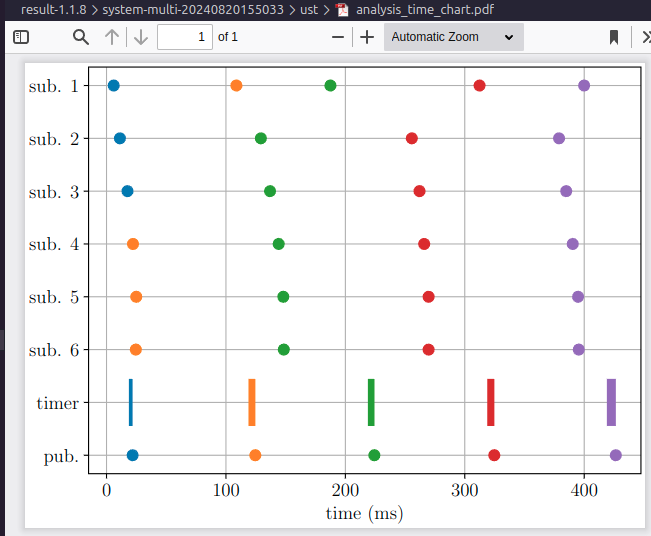 result-1.1.8 > system-multi-20240820155033 > ust > analysis_time_chart.pdf
1 of 1 Automatic Zoom
sub. 1
sub. 2
sub. 3
sub. 4
sub. 5
sub. 6
timer
pub.
0 100 200 300 400
time (ms)